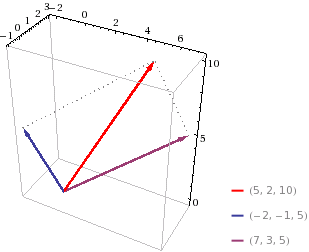 -1 0 1 2 3
-2 0 2 4 6
10
5
0
(5, 2, 10)
(-2, -1, 5)
(7, 3, 5)